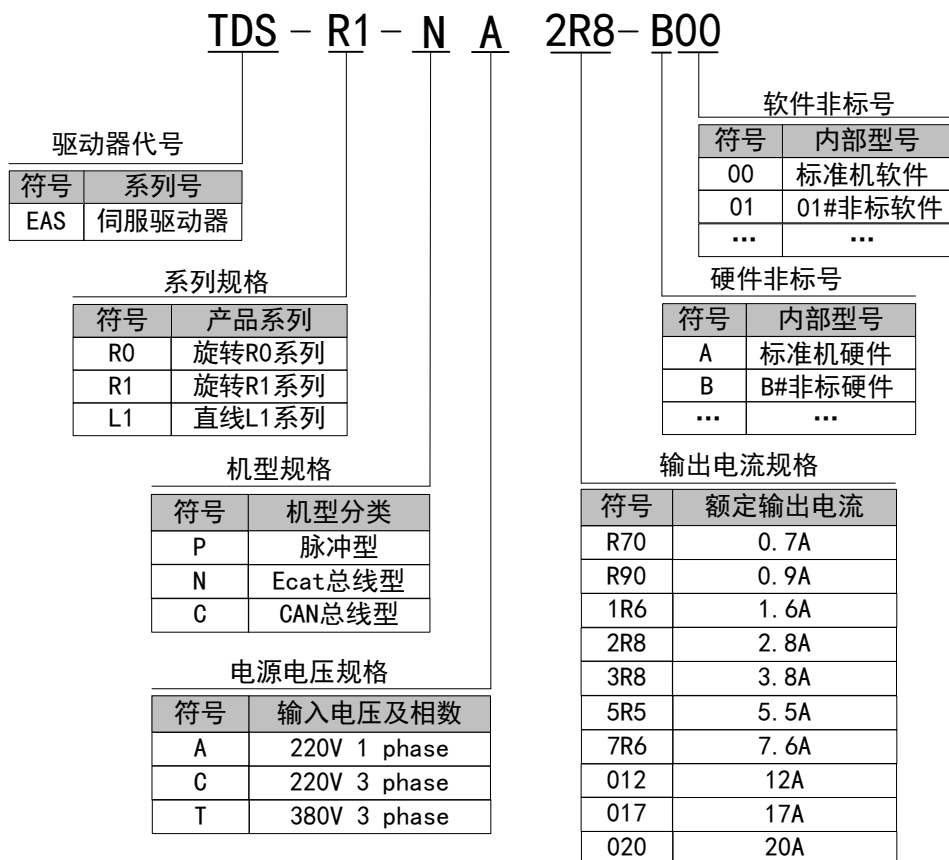 TDS－R1－N A 2R8－B00
驱动器代号
符号 系列号
EAS 伺服驱动器
系列规格
符号 产品系列
R0 旋转R0系列
R1 旋转R1系列
L1 直线L1系列
机型规格
符号 机型分类
P 脉冲型
N Ecat总线型
C CAN总线型
电源电压规格
符号 输入电压及相数
A 220V 1 phase
C 220V 3 phase
T 380V 3 phase
软件非标号
符号 内部型号
00 标准机软件
01 01#非标软件
… …
硬件非标号
符号 内部型号
A 标准机硬件
B B#非标硬件
… …
输出电流规格
符号 额定输出电流
R70 0.7A
R90 0.9A
1R6 1.6A
2R8 2.8A
3R8 3.8A
5R5 5.5A
7R6 7.6A
012 12A
017 17A
020 20A